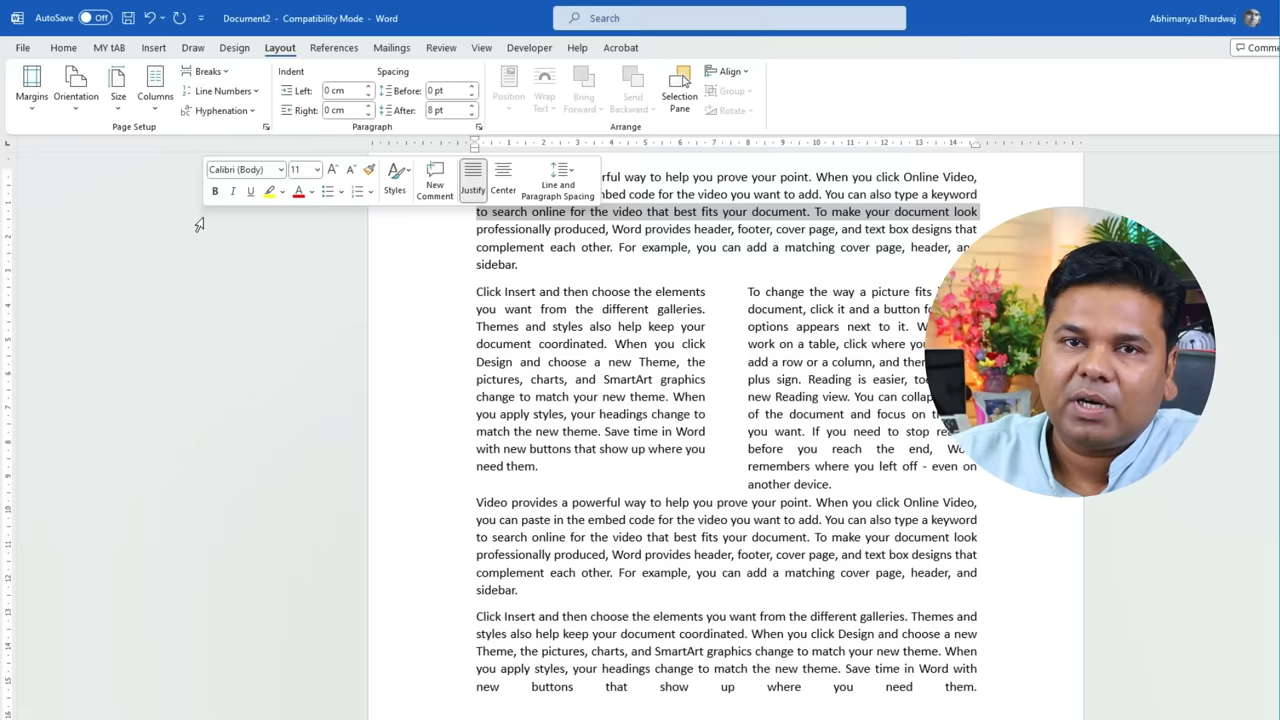 AutoSave Off Document2 - Compatibility Mode - Word Search Abhimanyu Bhardwaj
File Home MY tAB Insert Draw Design Layout References Mailings Review View Developer Help Acrobat Comme
Margins Orientation Size Columns Breaks Line Numbers Hyphenation
Page Setup
Indent Spacing
Left: 0 cm Before: 0 pt
Right: 0 cm After: 8 pt
Paragraph
Position Wrap Text Bring Forward Send Backward Selection Pane Align Group Rotate
Arrange
1 2 3 4 5 6 7 8 9 10 11 12 13 14
Calibri (Body) 11
B I U A Styles New Comment Justify Center Line and Paragraph Spacing
erful way to help you prove your point. When you click Online Video,
bed code for the video you want to add. You can also type a keyword
to search online for the video that best fits your document. To make your document look
professionally produced, Word provides header, footer, cover page, and text box designs that
complement each other. For example, you can add a matching cover page, header, an
sidebar.
Click Insert and then choose the elements
you want from the different galleries.
Themes and styles also help keep your
document coordinated. When you click
Design and choose a new Theme, the
pictures, charts, and SmartArt graphics
change to match your new theme. When
you apply styles, your headings change to
match the new theme. Save time in Word
with new buttons that show up where you
need them.
To change the way a picture fits
document, click it and a button fo
options appears next to it. W
work on a table, click where you
add a row or a column, and then
plus sign. Reading is easier, too
new Reading view. You can collap
of the document and focus on t
you want. If you need to stop rea
before you reach the end, Wo
remembers where you left off - even on
another device.
Video provides a powerful way to help you prove your point. When you click Online Video,
you can paste in the embed code for the video you want to add. You can also type a keyword
to search online for the video that best fits your document. To make your document look
professionally produced, Word provides header, footer, cover page, and text box designs that
complement each other. For example, you can add a matching cover page, header, and
sidebar.
Click Insert and then choose the elements you want from the different galleries. Themes and
styles also help keep your document coordinated. When you click Design and choose a new
Theme, the pictures, charts, and SmartArt graphics change to match your new theme. When
you apply styles, your headings change to match the new theme. Save time in Word with
new buttons that show up where you need them.